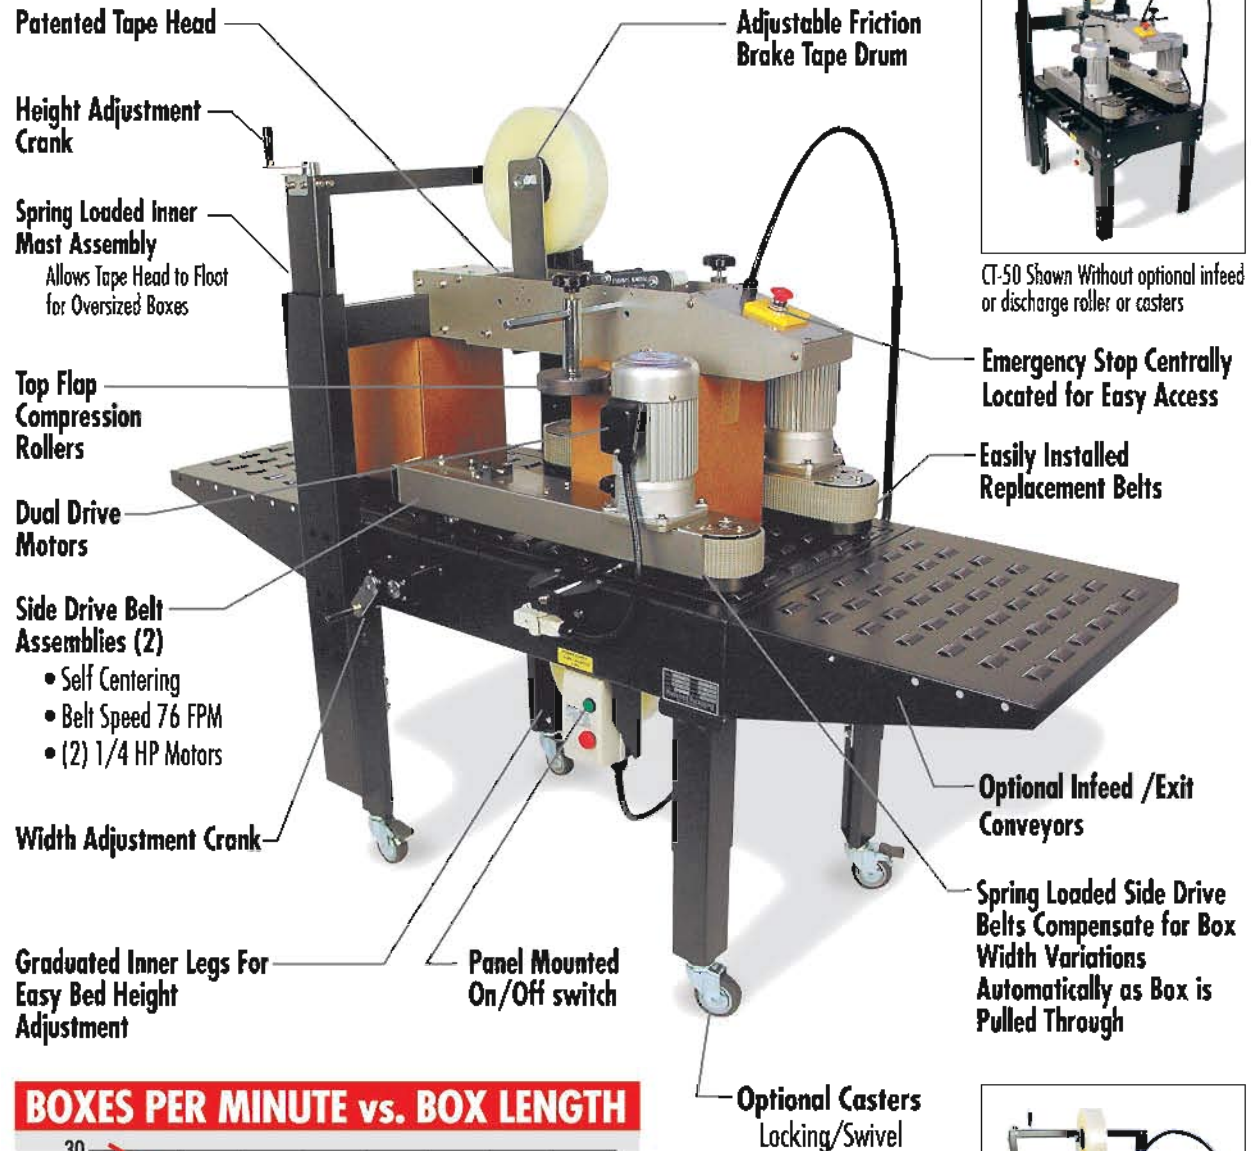 Patented Tape Head
Adjustable Friction
Brake Tape Drum
Height Adjustment
Crank
Spring Loaded Inner
Mast Assembly
Allows Tape Head to Float
for Oversized Boxes
CT-50 Shown Without optional infeed
or discharge roller or casters
Emergency Stop Centrally
Located for Easy Access
Top Flap
Compression
Rollers
Easily Installed
Replacement Belts
Dual Drive
Motors
Side Drive Belt
Assemblies (2)
• Self Centering
• Belt Speed 76 FPM
• (2) 1/4 HP Motors
Optional Infeed /Exit
Conveyors
Width Adjustment Crank
Spring Loaded Side Drive
Belts Compensate for Box
Width Variations
Automatically as Box is
Pulled Through
Graduated Inner Legs For
Easy Bed Height
Adjustment
Panel Mounted
On/Off switch
BOXES PER MINUTE vs. BOX LENGTH
30
Optional Casters
Locking/Swivel